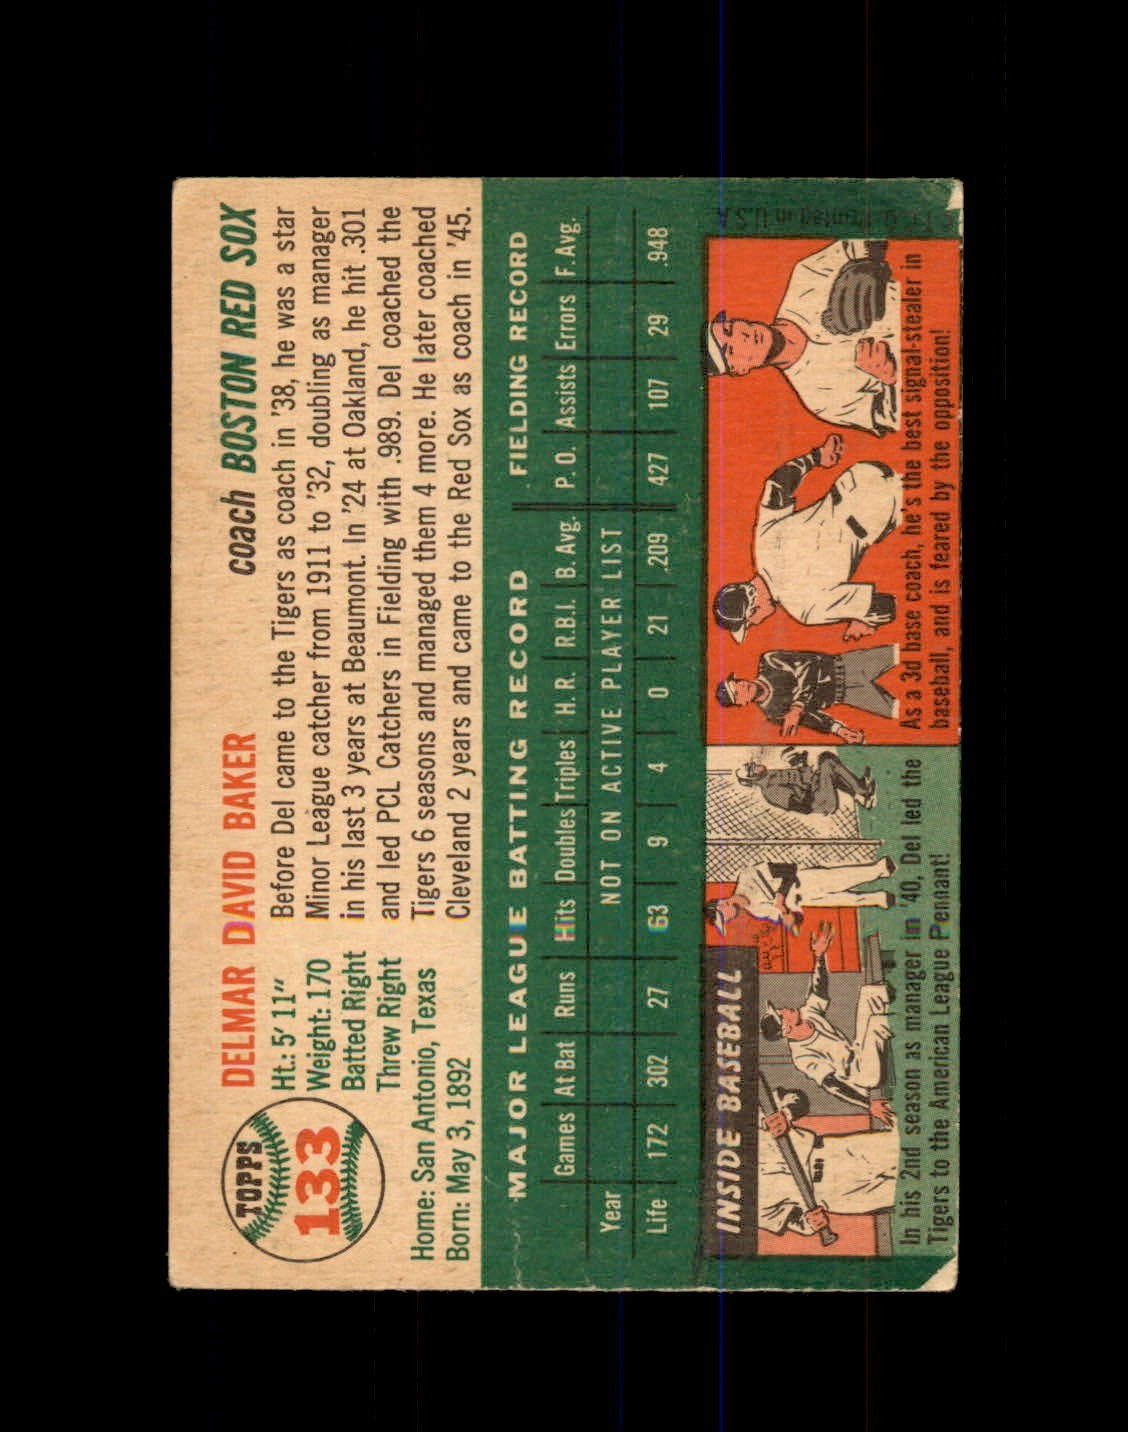 TOPPS
133
DELMAR DAVID BAKER
coach BOSTON RED SOX
Ht.: 5' 11"
Weight: 170
Batted Right
Threw Right
Home: San Antonio, Texas
Born: May 3, 1892
Before Del came to the Tigers as coach in '38, he was a star
Minor League catcher from 1911 to '32, doubling as manager
in his last 3 years at Beaumont. In '24 at Oakland, he hit .301
and led PCL Catchers in Fielding with .989. Del coached the
Tigers 6 seasons and managed them 4 more. He later coached
Cleveland 2 years and came to the Red Sox as coach in '45.
MAJOR LEAGUE BATTING RECORD FIELDING RECORD
Games At Bat Runs Hits Doubles Triples H. R. R.B.I. B. Avg. P. O. Assists Errors F. Avg.
Year NOT ON ACTIVE PLAYER LIST
Life 172 302 27 63 9 4 0 21 .209 427 107 29 .948
INSIDE BASEBALL
In his 2nd season as manager in '40, Del led the
Tigers to the American League Pennant!
As a 3d base coach, he's the best signal-stealer in
baseball, and is feared by the opposition!
Printed in U.S.A.